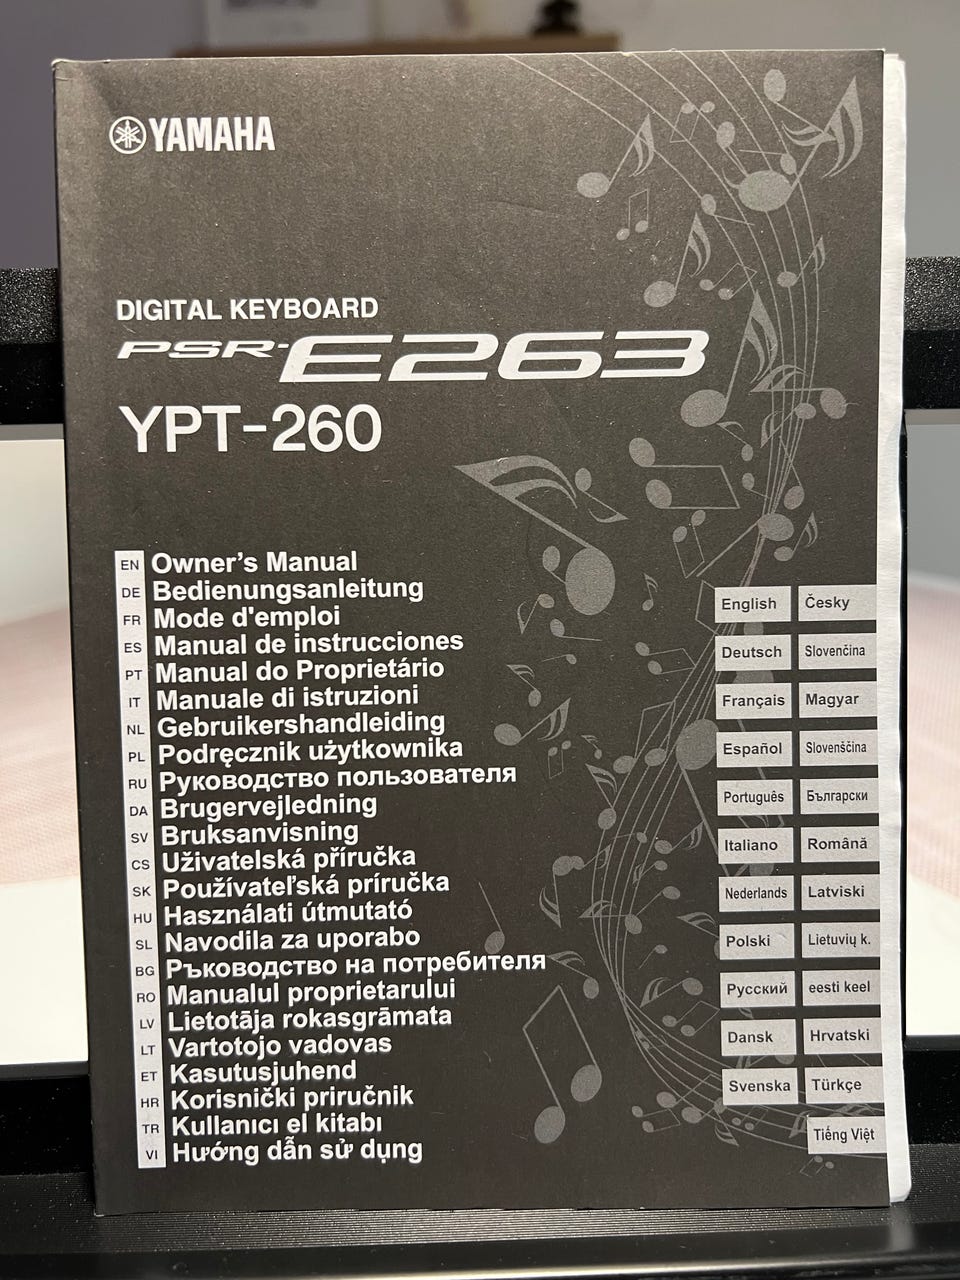 YAMAHA
DIGITAL KEYBOARD
PSR-E263
YPT-260
EN Owner's Manual
DE Bedienungsanleitung
FR Mode d'emploi
ES Manual de instrucciones
PT Manual do Proprietário
IT Manuale di istruzioni
NL Gebruikershandleiding
PL Podręcznik użytkownika
RU Руководство пользователя
DA Brugervejledning
SV Bruksanvisning
CS Uživatelská příručka
SK Používateľská príručka
HU Használati útmutató
SL Navodila za uporabo
BG Ръководство на потребителя
RO Manualul proprietarului
LV Lietotāja rokasgrāmata
LT Vartotojo vadovas
ET Kasutusjuhend
HR Korisnički priručnik
TR Kullanıcı el kitabı
VI Hướng dẫn sử dụng
English Česky
Deutsch Slovenčina
Français Magyar
Español Slovenščina
Português Български
Italiano Română
Nederlands Latviski
Polski Lietuvių k.
Русский eesti keel
Dansk Hrvatski
Svenska Türkçe
Tiếng Việt